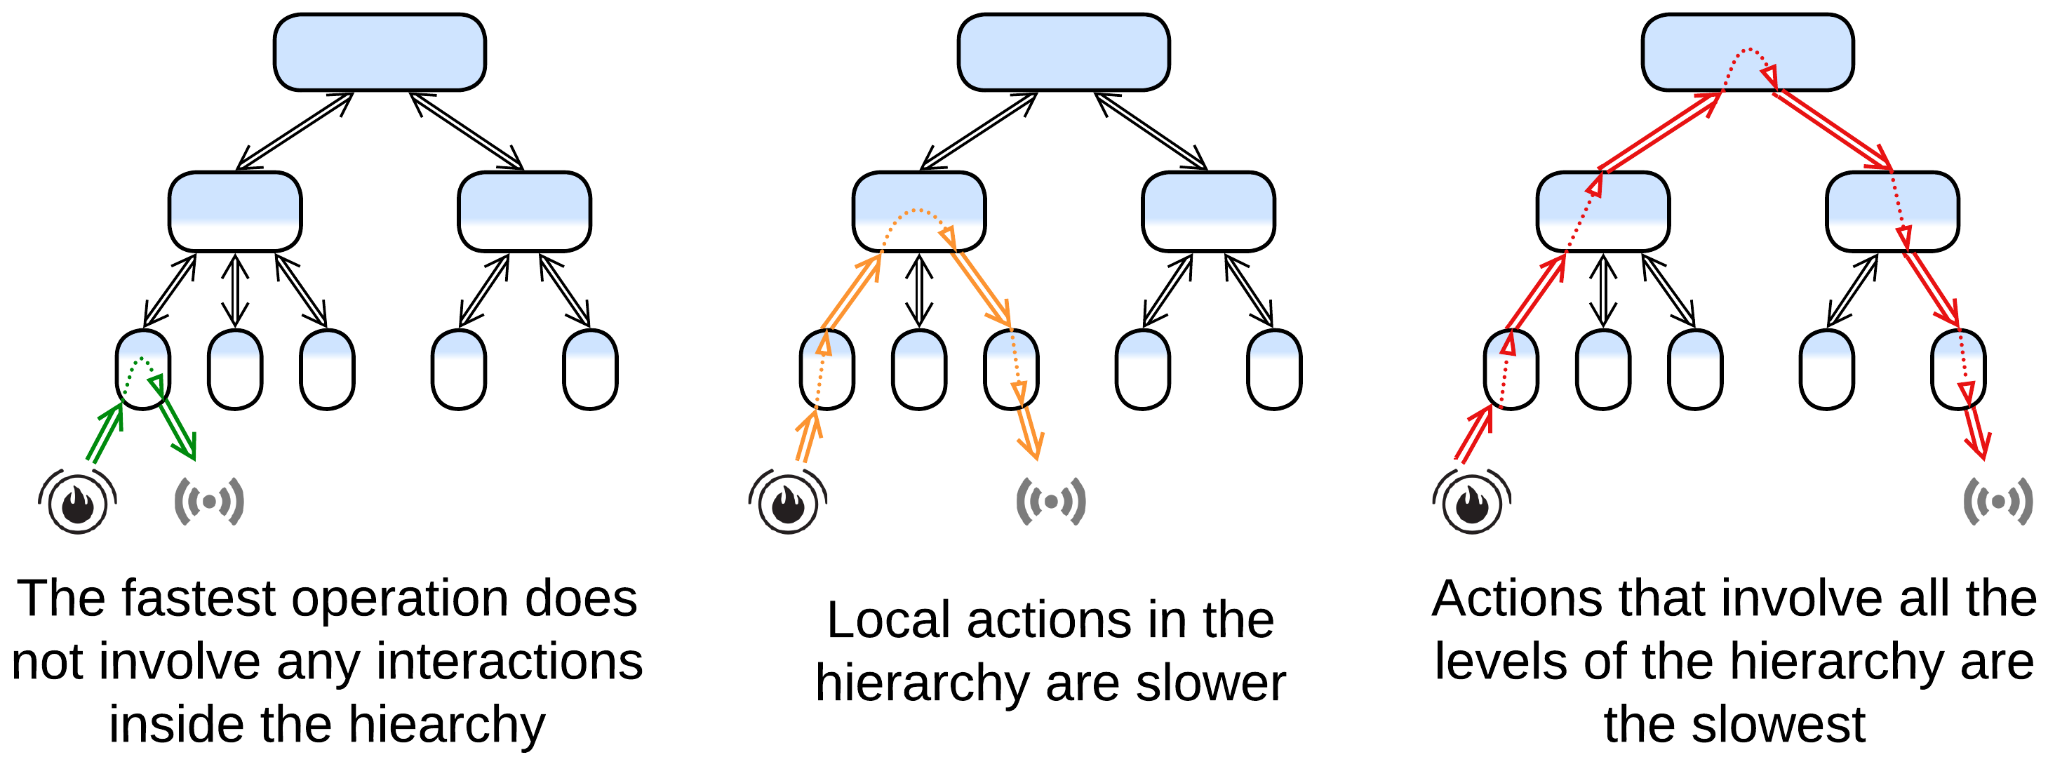 The fastest operation does
not involve any interactions
inside the hiearchy
Local actions in the
hierarchy are slower
Actions that involve all the
levels of the hierarchy are
the slowest